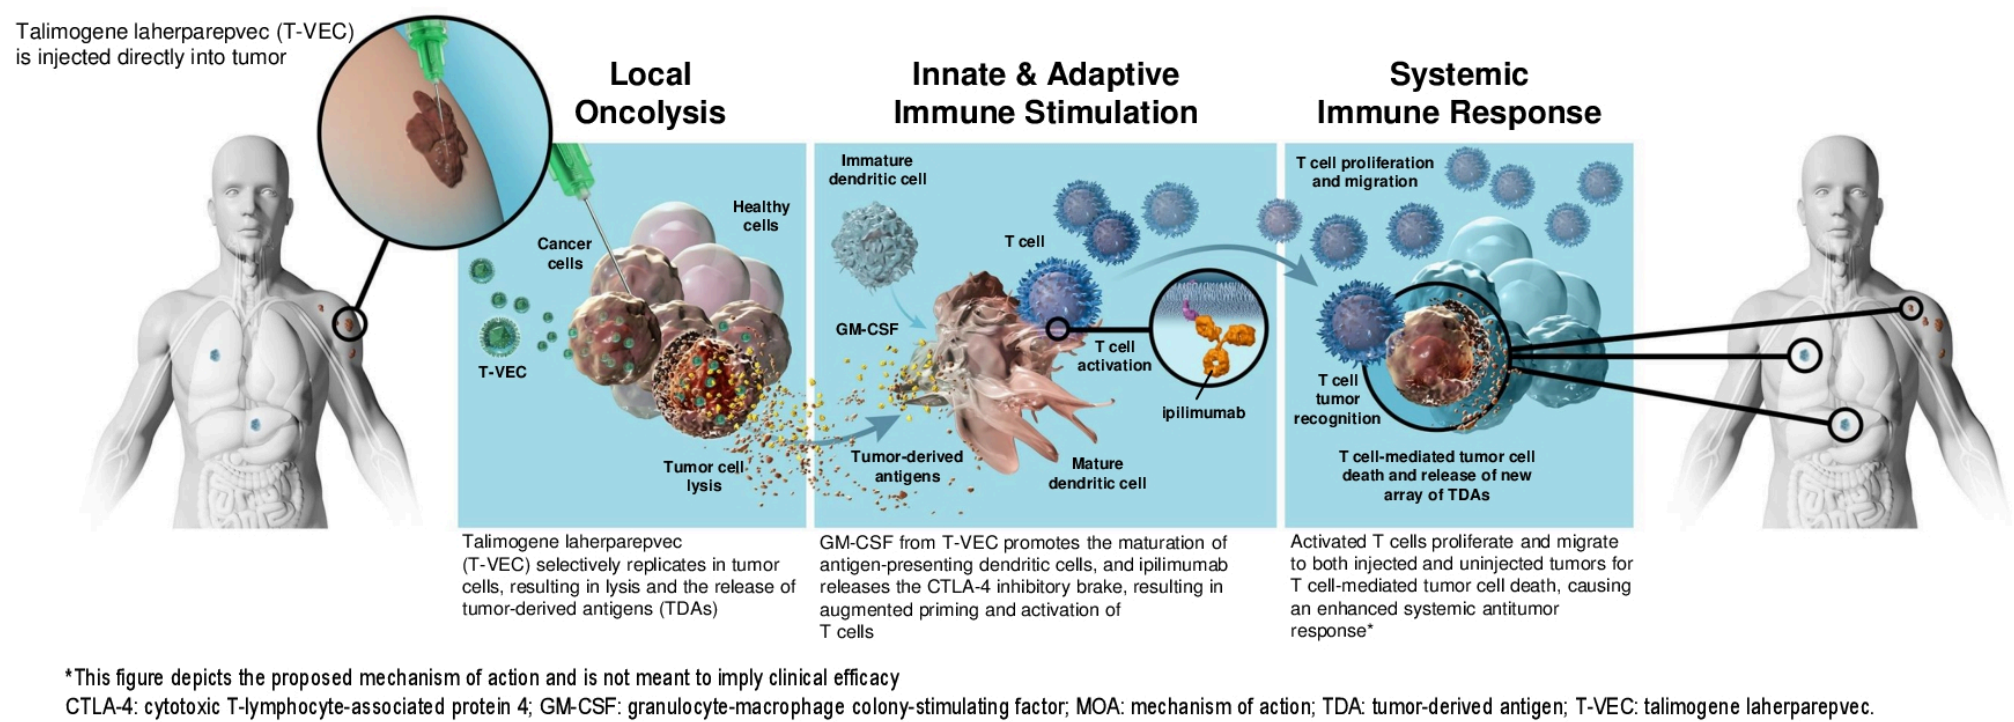 Talimogene laherparepvec (T-VEC)
is injected directly into tumor
Local
Oncolysis
Healthy
cells
Cancer
cells
T-VEC
Tumor cell
lysis
Talimogene laherparepvec
(T-VEC) selectively replicates in tumor
cells, resulting in lysis and the release of
tumor-derived antigens (TDAs)
Innate & Adaptive
Immune Stimulation
Immature
dendritic cell
T cell
GM-CSF
T cell
activation
ipilimumab
Tumor-derived
antigens
Mature
dendritic cell
GM-CSF from T-VEC promotes the maturation of
antigen-presenting dendritic cells, and ipilimumab
releases the CTLA-4 inhibitory brake, resulting in
augmented priming and activation of
T cells
Systemic
Immune Response
T cell proliferation
and migration
T cell
tumor
recognition
T cell-mediated tumor cell
death and release of new
array of TDAs
Activated T cells proliferate and migrate
to both injected and uninjected tumors for
T cell-mediated tumor cell death, causing
an enhanced systemic antitumor
response*
*This figure depicts the proposed mechanism of action and is not meant to imply clinical efficacy
CTLA-4: cytotoxic T-lymphocyte-associated protein 4; GM-CSF: granulocyte-macrophage colony-stimulating factor; MOA: mechanism of action; TDA: tumor-derived antigen; T-VEC: talimogene laherparepvec.